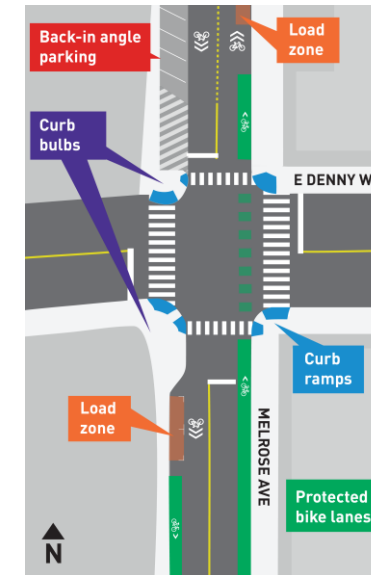 Back-in angle
parking
Load
zone
Curb
bulbs
E DENNY W
Curb
ramps
Load
zone
MELROSE AVE
Protected
bike lanes
N